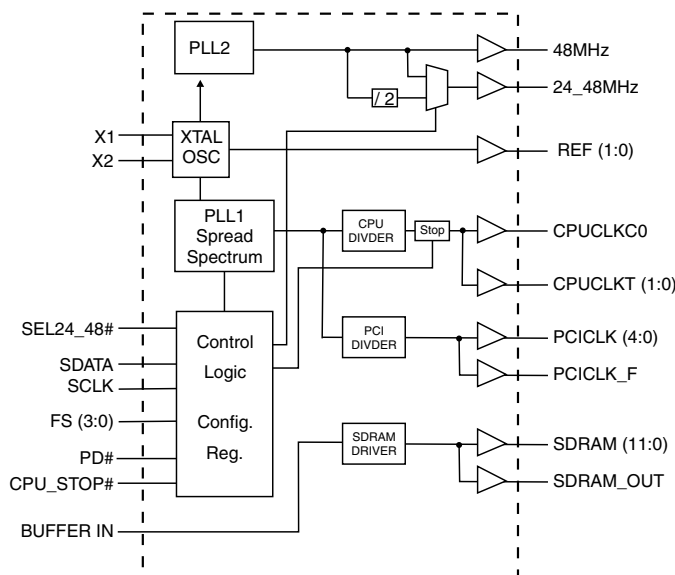 PLL2
48MHz
/ 2
24_48MHz
X1
X2
XTAL
OSC
REF (1:0)
PLL1
Spread
Spectrum
CPU
DIVDER
Stop
CPUCLKC0
CPUCLKT (1:0)
SEL24_48#
SDATA
SCLK
FS (3:0)
PD#
CPU_STOP#
Control
Logic
Config.
Reg.
PCI
DIVDER
PCICLK (4:0)
PCICLK_F
SDRAM
DRIVER
SDRAM (11:0)
SDRAM_OUT
BUFFER IN